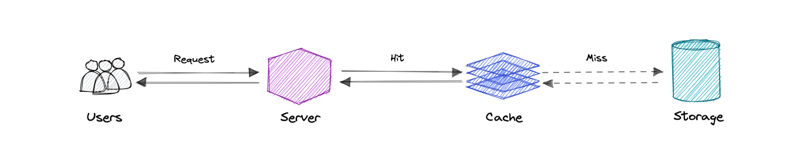 Request
Hit
Miss
Users
Server
Cache
Storage